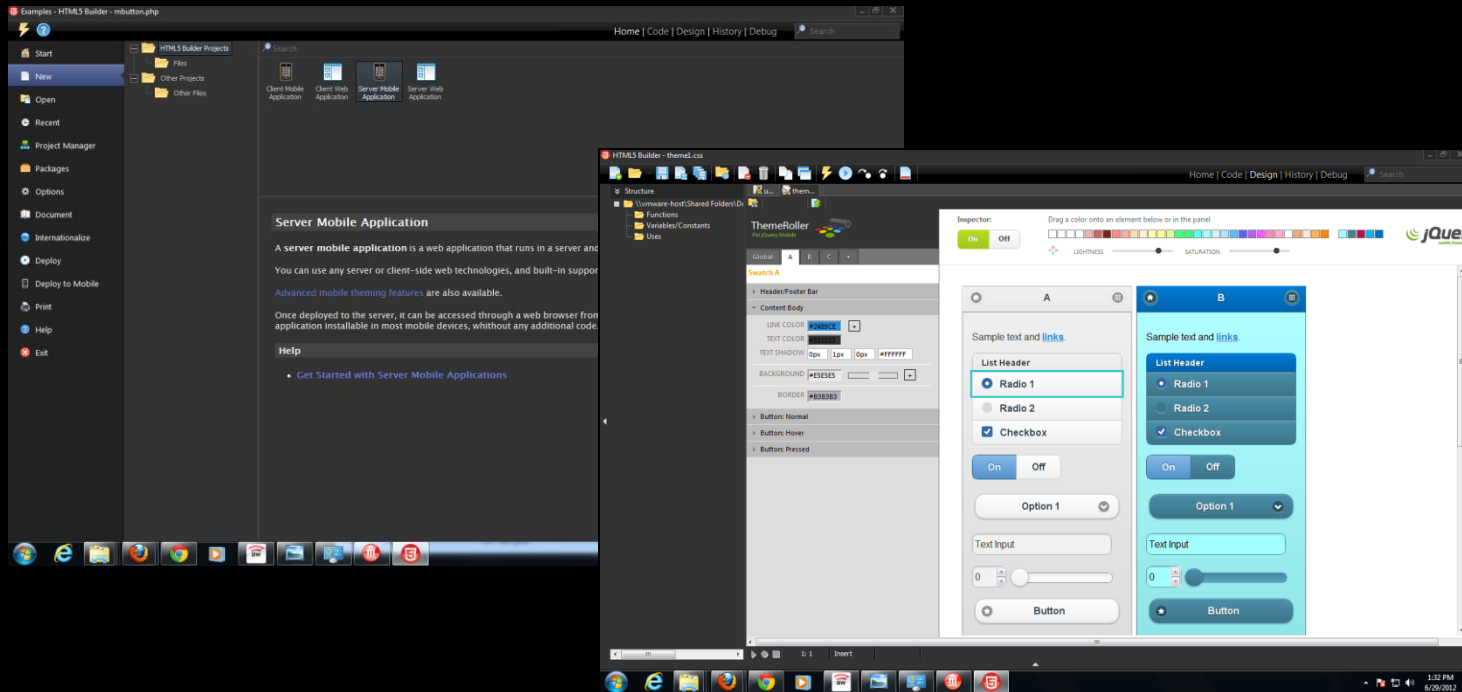 Examples - HTML5 Builder - mbutton.php
Home | Code | Design | History | Debug
Search
Start
New
Open
Recent
Project Manager
Packages
Options
Document
Internationalize
Deploy
Deploy to Mobile
Print
Help
Exit
HTML5 Builder Projects
Files
Other Projects
Other Files
Search
Client Mobile Application
Client Web Application
Server Mobile Application
Server Web Application
Server Mobile Application
A server mobile application is a web application that runs in a server and
You can use any server or client-side web technologies, and built-in suppor
Advanced mobile theming features are also available.
Once deployed to the server, it can be accessed through a web browser from
application installable in most mobile devices, whithout any additional code
Help
Get Started with Server Mobile Applications
HTML5 Builder - theme1.css
Home | Code | Design | History | Debug
Search
Structure
\\vmware-host\Shared Folders\D
Functions
Variables/Constants
Uses
u...
them...
ThemeRoller
For jQuery Mobile
Global A B C +
Swatch A
Header/Footer Bar
Content Body
LINK COLOR #2489CE +
TEXT COLOR #333333
TEXT SHADOW 0px 1px 0px #FFFFFF
BACKGROUND #E5E5E5 +
BORDER #B3B3B3
Button: Normal
Button: Hover
Button: Pressed
Inspector:
On Off
Drag a color onto an element below or in the panel
LIGHTNESS SATURATION
jQue
A
Sample text and links.
List Header
Radio 1
Radio 2
Checkbox
On Off
Option 1
Text Input
0
Button
B
Sample text and links.
List Header
Radio 1
Radio 2
Checkbox
On Off
Option 1
Text Input
0
Button
1: 1 Insert
1:32 PM
6/29/2012